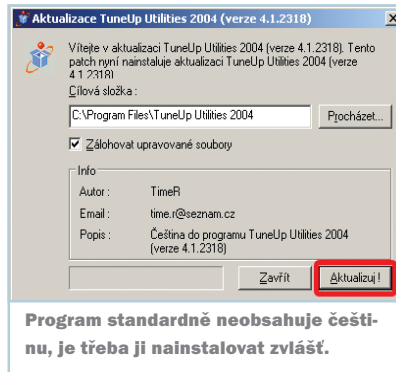 Aktualizace TuneUp Utilities 2004 (verze 4.1.2318)
Vítejte v aktualizaci TuneUp Utilities 2004 (verze 4.1.2318). Tento
patch nyní nainstaluje aktualizaci TuneUp Utilities 2004 (verze
4.1.2318)
Cílová složka :
C:\Program Files\TuneUp Utilities 2004
Procházet...
Zálohovat upravované soubory
Info
Autor : TimeR
Email : time.r@seznam.cz
Popis : Čeština do programu TuneUp Utilities 2004
(verze 4.1.2318)
Zavřít
Aktualizuj !
Program standardně neobsahuje češti-
nu, je třeba ji nainstalovat zvlášť.